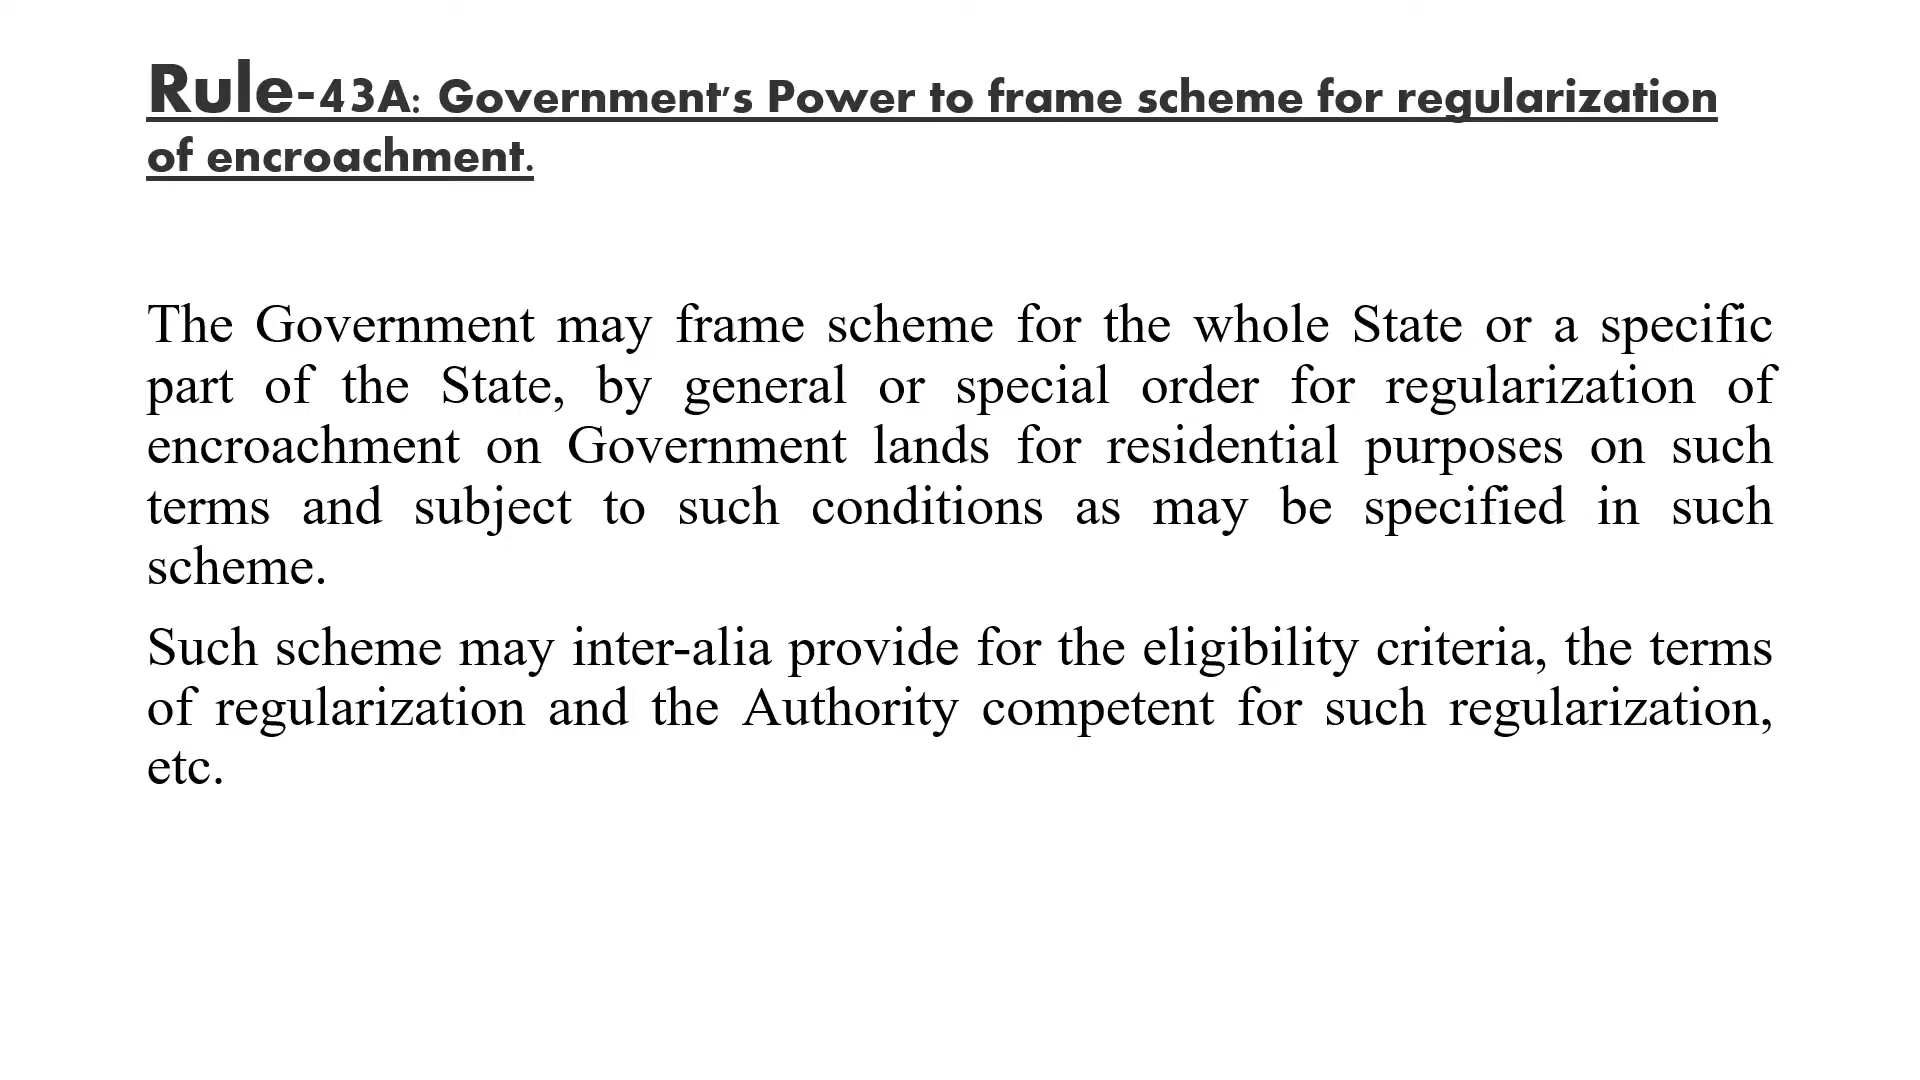 Rule-43A: Government's Power to frame scheme for regularization
of encroachment.
The Government may frame scheme for the whole State or a specific
part of the State, by general or special order for regularization of
encroachment on Government lands for residential purposes on such
terms and subject to such conditions as may be specified in such
scheme.
Such scheme may inter-alia provide for the eligibility criteria, the terms
of regularization and the Authority competent for such regularization,
etc.